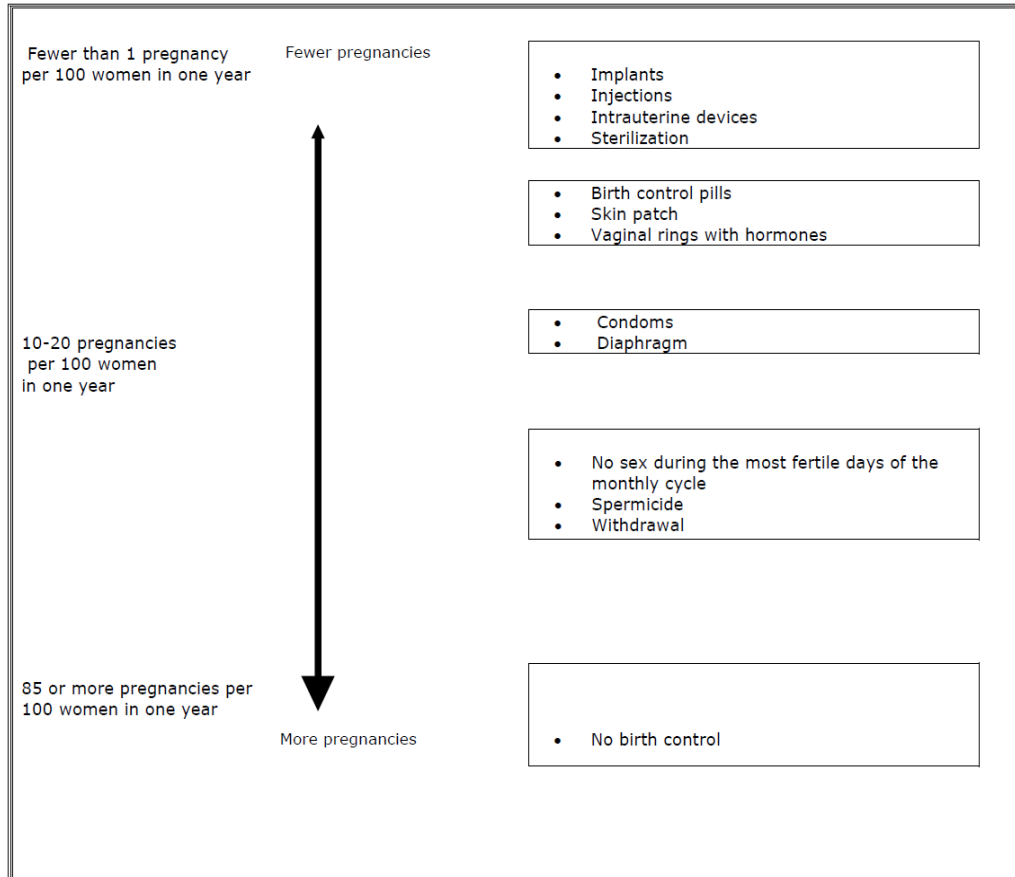 Fewer than 1 pregnancy
per 100 women in one year
Fewer pregnancies
• Implants
• Injections
• Intrauterine devices
• Sterilization
• Birth control pills
• Skin patch
• Vaginal rings with hormones
10-20 pregnancies
per 100 women
in one year
• Condoms
• Diaphragm
• No sex during the most fertile days of the
monthly cycle
• Spermicide
• Withdrawal
85 or more pregnancies per
100 women in one year
More pregnancies
• No birth control